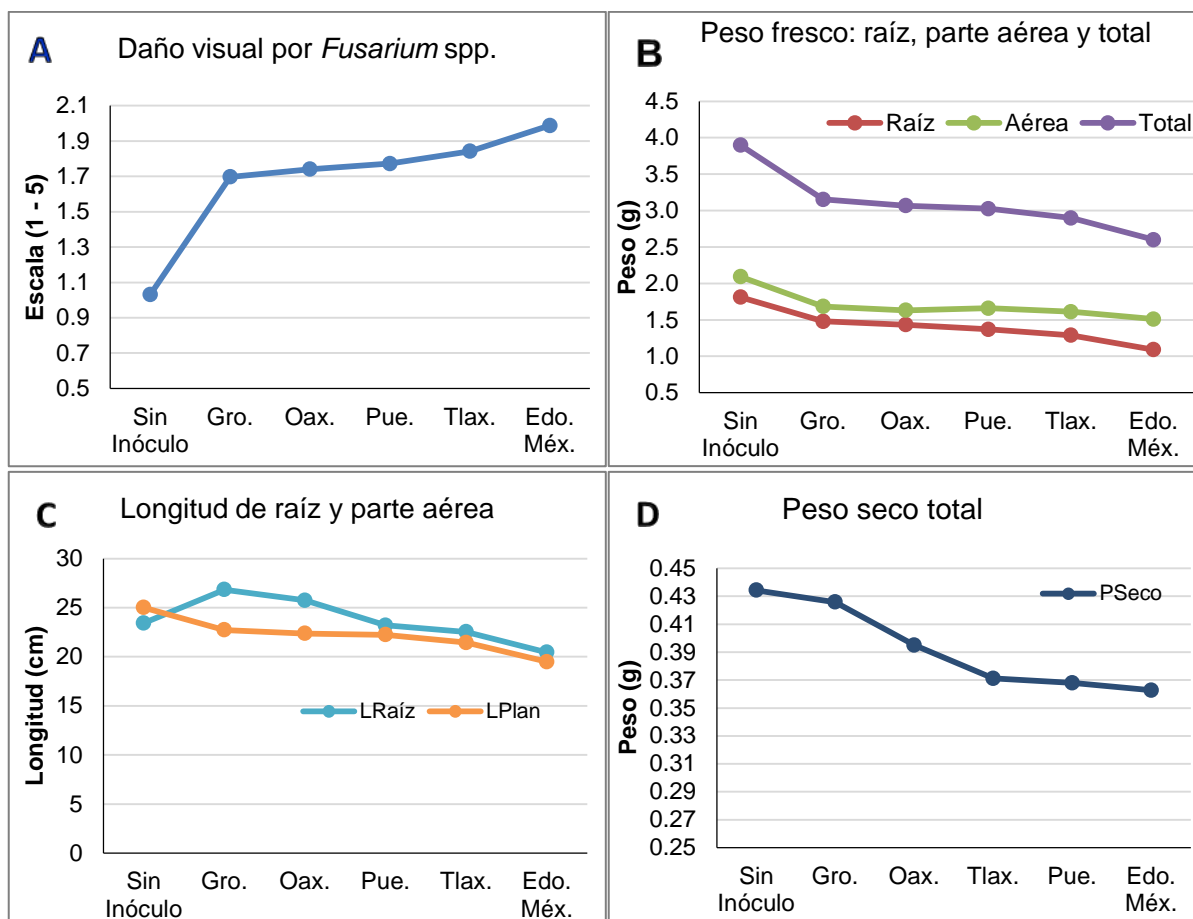 A
Daño visual por Fusarium spp.
Escala (1 - 5)
2.1
1.9
1.7
1.5
1.3
1.1
0.9
0.7
0.5
Sin Inóculo
Gro.
Oax.
Pue.
Tlax.
Edo. Méx.
B
Peso fresco: raíz, parte aérea y total
Raíz
Aérea
Total
Peso (g)
4.5
4.0
3.5
3.0
2.5
2.0
1.5
1.0
0.5
Sin Inóculo
Gro.
Oax.
Pue.
Tlax.
Edo. Méx.
C
Longitud de raíz y parte aérea
Longitud (cm)
30
25
20
15
10
5
0
LRaíz
LPlan
Sin Inóculo
Gro.
Oax.
Pue.
Tlax.
Edo. Méx.
D
Peso seco total
PSeco
Peso (g)
0.45
0.43
0.41
0.39
0.37
0.35
0.33
0.31
0.29
0.27
0.25
Sin Inóculo
Gro.
Oax.
Tlax.
Pue.
Edo. Méx.